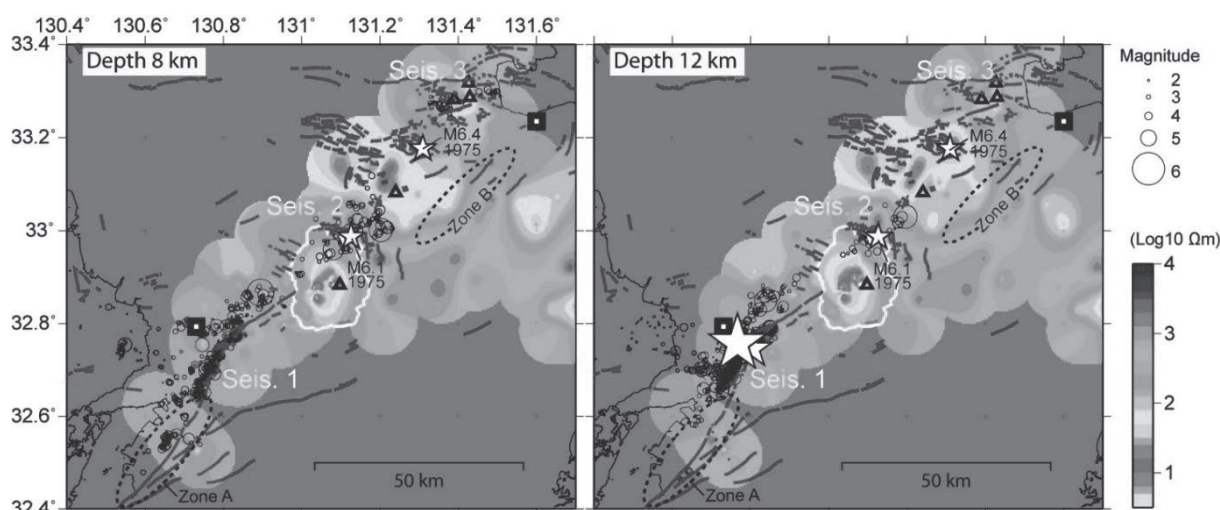 130.4˚ 130.8˚ 131˚ 131.2˚ 131.4˚ 131.6˚
33.4˚
33.2˚
33˚
32.8˚
32.6˚
32.4˚
Depth 8 km
Seis. 3
M6.4
1975
Zone B
Seis. 2
M6.1
1975
Seis. 1
Zone A
50 km
Depth 12 km
Seis. 3
M6.4
1975
Zone B
Seis. 2
M6.1
1975
Seis. 1
Zone A
50 km
Magnitude
2
3
4
5
6
(Log10 Ωm)
4
3
2
1